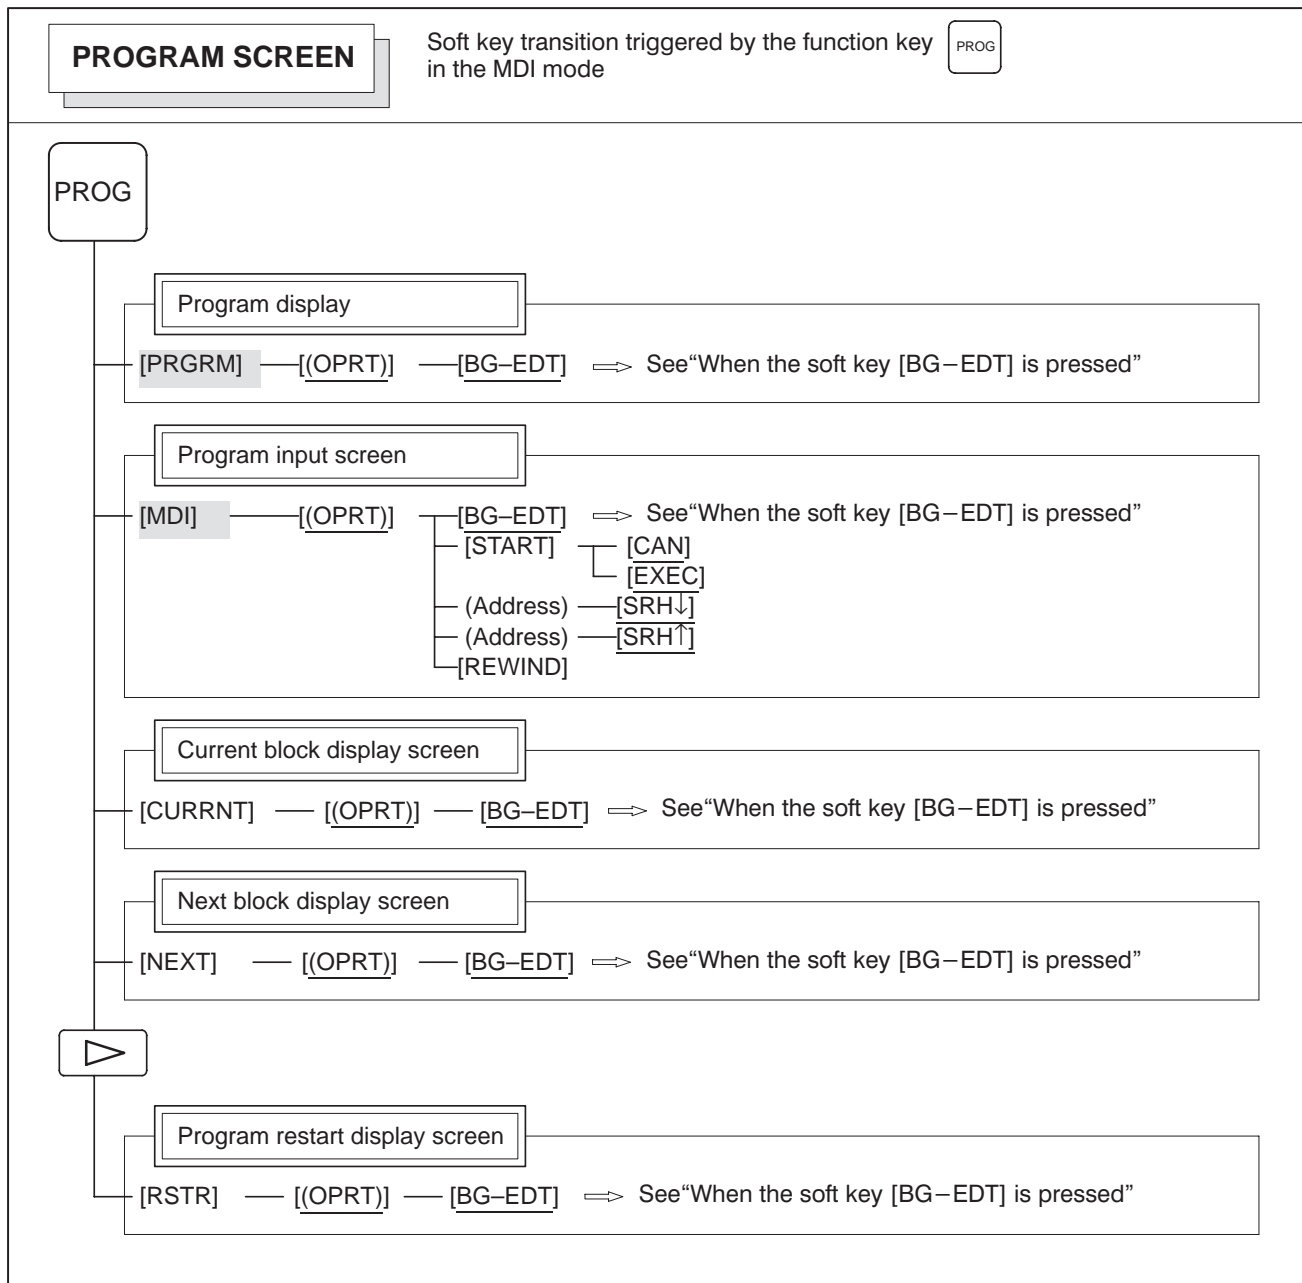 PROGRAM SCREEN
Soft key transition triggered by the function key PROG
in the MDI mode
PROG
Program display
[PRGRM] [(OPRT)] [BG–EDT] See“When the soft key [BG−EDT] is pressed”
Program input screen
[MDI] [(OPRT)] [BG–EDT] See“When the soft key [BG−EDT] is pressed”
[START] [CAN]
[EXEC]
(Address) [SRH↓]
(Address) [SRH↑]
[REWIND]
Current block display screen
[CURRNT] [(OPRT)] [BG–EDT] See“When the soft key [BG−EDT] is pressed”
Next block display screen
[NEXT] [(OPRT)] [BG–EDT] See“When the soft key [BG−EDT] is pressed”
Program restart display screen
[RSTR] [(OPRT)] [BG–EDT] See“When the soft key [BG−EDT] is pressed”